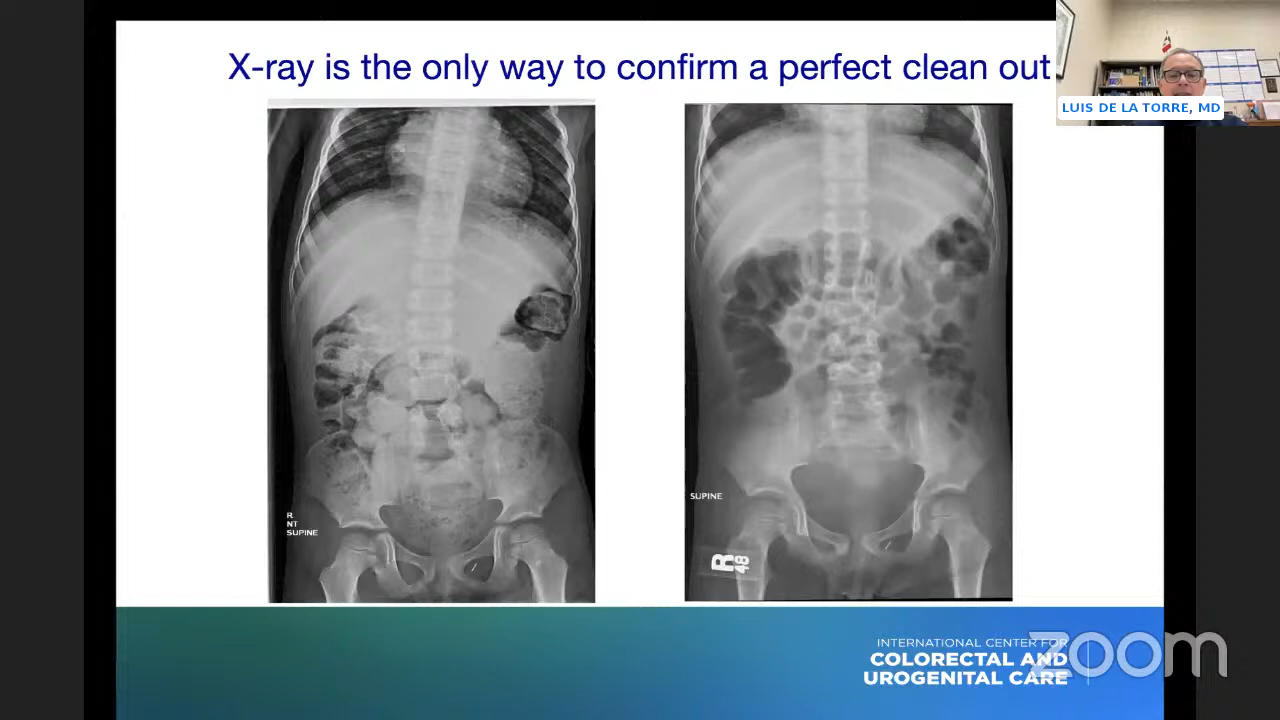 X-ray is the only way to confirm a perfect clean out
LUIS DE LA TORRE, MD
R
NT
SUPINE
SUPINE
R
48
INTERNATIONAL CENTER FOR
COLORECTAL AND
UROGENITAL CARE
zoom